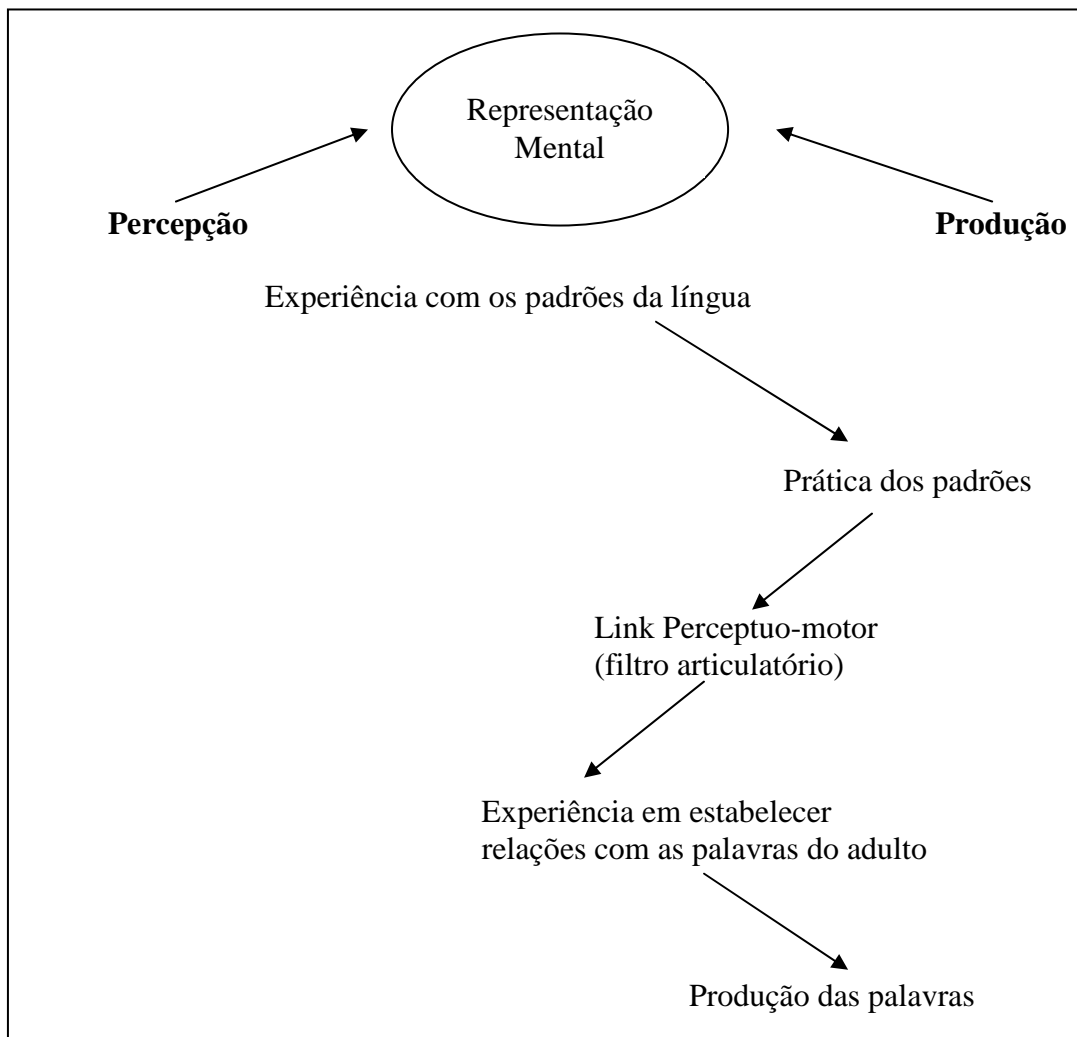 Representação
Mental
Percepção
Produção
Experiência com os padrões da língua
Prática dos padrões
Link Perceptuo-motor
(filtro articulatório)
Experiência em estabelecer
relações com as palavras do adulto
Produção das palavras